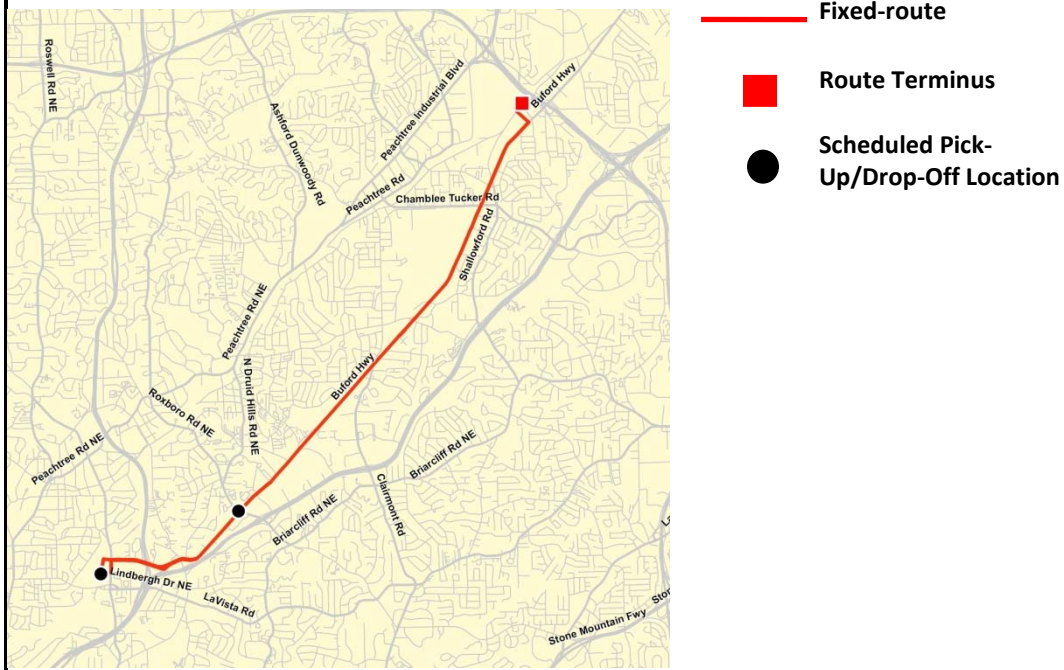 Fixed-route
Route Terminus
Scheduled Pick-
Up/Drop-Off Location
Roswell Rd NE
Ashford Dunwoody Rd
Peachtree Industrial Blvd
Buford Hwy
Peachtree Rd
Chamblee Tucker Rd
Shallowford Rd
Peachtree Rd NE
N Druid Hills Rd NE
Buford Hwy
Roxboro Rd NE
Peachtree Rd NE
Briarcliff Rd NE
Clairmont Rd
Briarcliff Rd NE
Lindbergh Dr NE
LaVista Rd
Stone Mountain Fwy